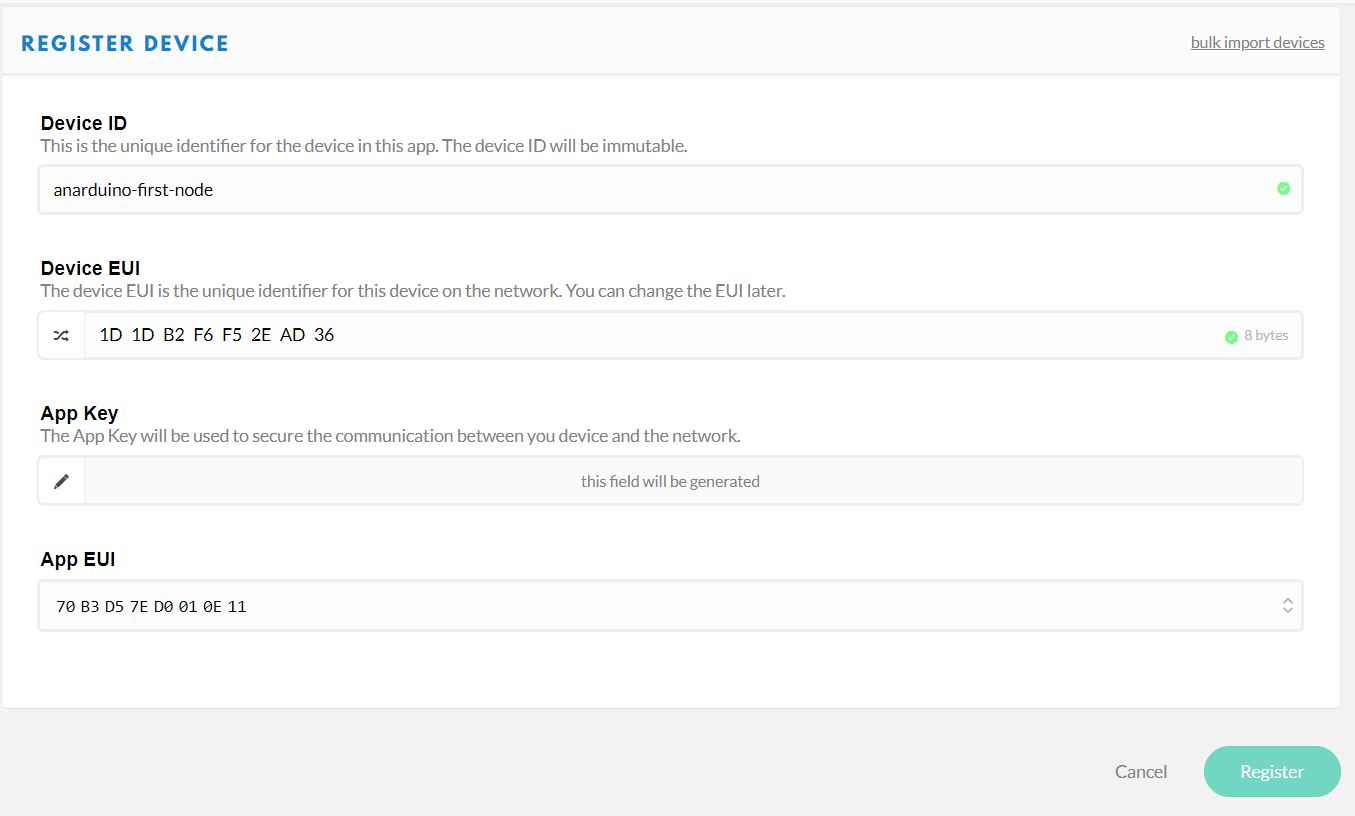 REGISTER DEVICE
bulk import devices
Device ID
This is the unique identifier for the device in this app. The device ID will be immutable.
anarduino-first-node
Device EUI
The device EUI is the unique identifier for this device on the network. You can change the EUI later.
1D 1D B2 F6 F5 2E AD 36
8 bytes
App Key
The App Key will be used to secure the communication between you device and the network.
this field will be generated
App EUI
70 B3 D5 7E D0 01 0E 11
Cancel
Register